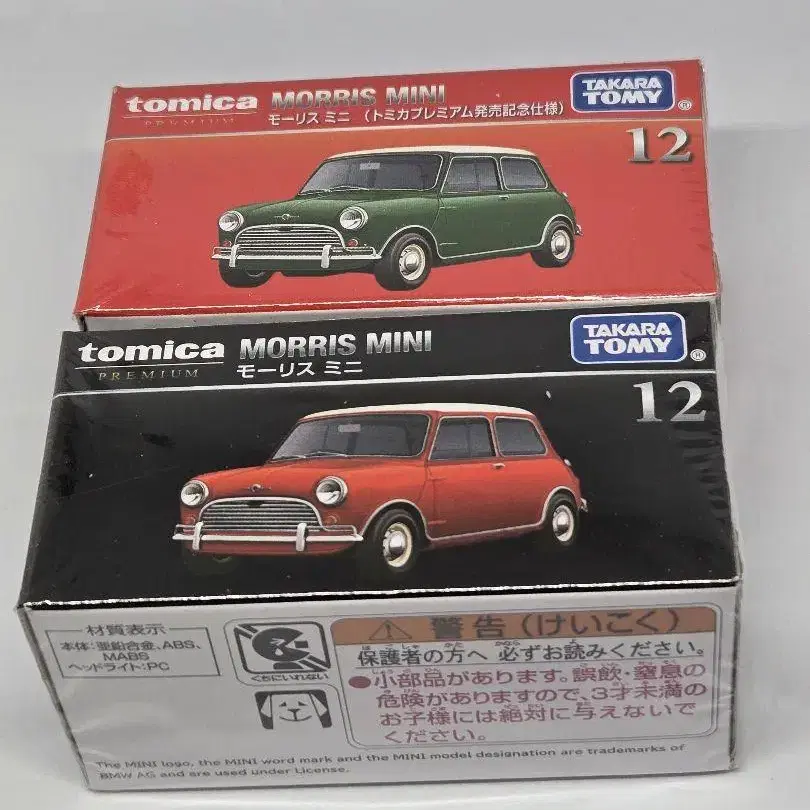 tomica
PREMIUM
MORRIS MINI
モーリス ミニ (トミカプレミアム発売記念仕様)
TAKARA
TOMY
®
12
tomica
PREMIUM
MORRIS MINI
モーリス ミニ
TAKARA
TOMY
®
12
材質表示
本体:亜鉛合金、ABS、
MABS
ヘッドライト:PC
くちにいれない
警告(けいこく)
保護者の方へ 必ずお読みください。
●小部品があります。誤飲・窒息の
危険がありますので、3才未満の
お子様には絶対に与えないで
ください。
The MINI logo, the MINI word mark and the MINI model designation are trademarks of
BMW AG and are used under License.